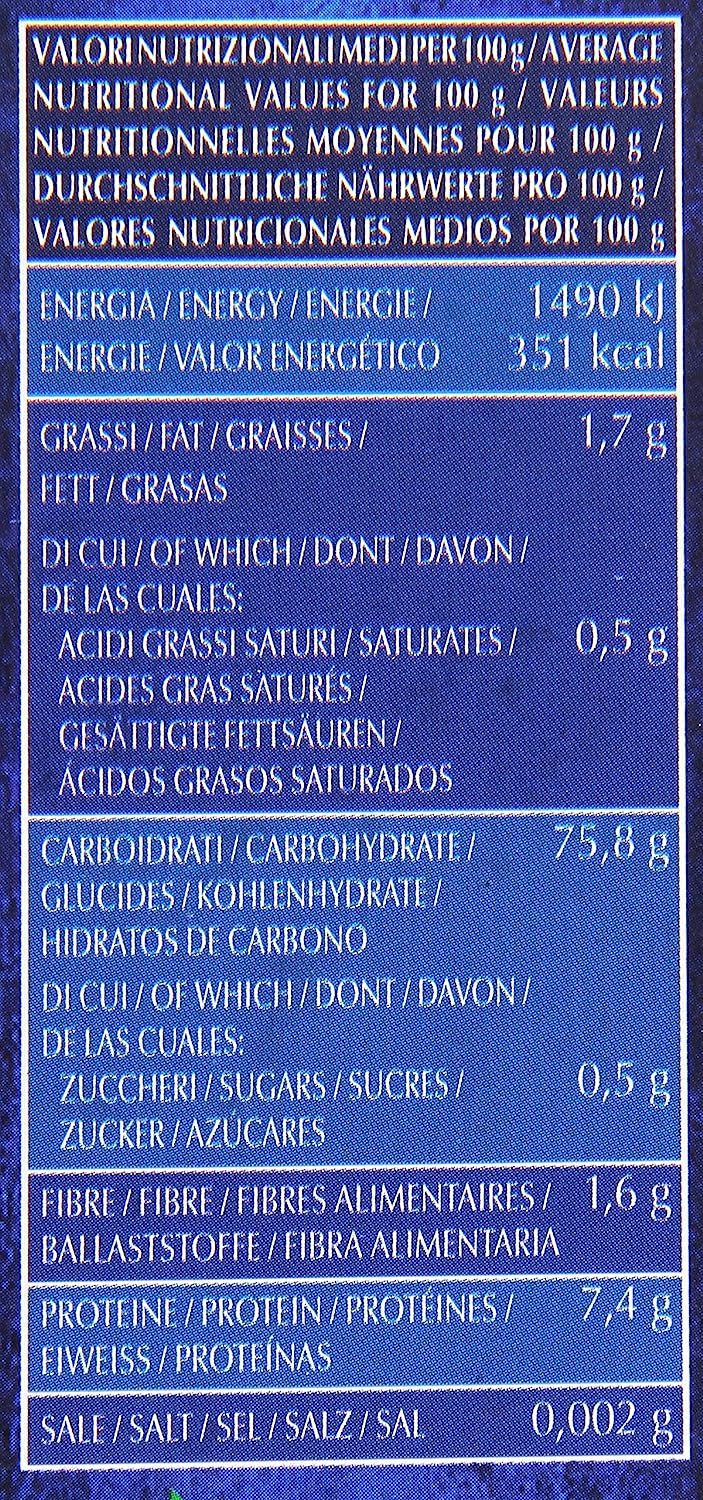 VALORI NUTRIZIONALI MEDI PER 100 g / AVERAGE
NUTRITIONAL VALUES FOR 100 g / VALEURS
NUTRITIONNELLES MOYENNES POUR 100 g /
DURCHSCHNITTLICHE NÄHRWERTE PRO 100 g /
VALORES NUTRICIONALES MEDIOS POR 100 g
ENERGIA / ENERGY / ENERGIE / 1490 kJ
ENERGIE / VALOR ENERGÉTICO 351 kcal
GRASSI / FAT / GRAISSES / 1,7 g
FETT / GRASAS
DI CUI / OF WHICH / DONT / DAVON /
DE LAS CUALES:
ACIDI GRASSI SATURI / SATURATES / 0,5 g
ACIDES GRAS SATURÉS /
GESÄTTIGTE FETTSÄUREN /
ÁCIDOS GRASOS SATURADOS
CARBOIDRATI / CARBOHYDRATE / 75,8 g
GLUCIDES / KOHLENHYDRATE /
HIDRATOS DE CARBONO
DI CUI / OF WHICH / DONT / DAVON /
DE LAS CUALES:
ZUCCHERI / SUGARS / SUCRES / 0,5 g
ZUCKER / AZÚCARES
FIBRE / FIBRE / FIBRES ALIMENTAIRES / 1,6 g
BALLASTSTOFFE / FIBRA ALIMENTARIA
PROTEINE / PROTEIN / PROTÉINES / 7,4 g
EIWEISS / PROTEÍNAS
SALE / SALT / SEL / SALZ / SAL 0,002 g